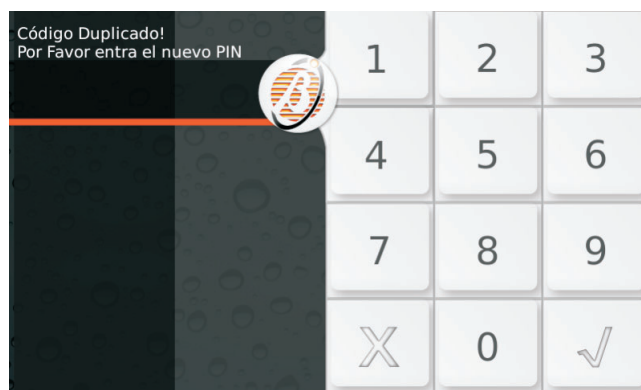 Código Duplicado!
Por Favor entra el nuevo PIN
B
1 2 3
4 5 6
7 8 9
X 0 √